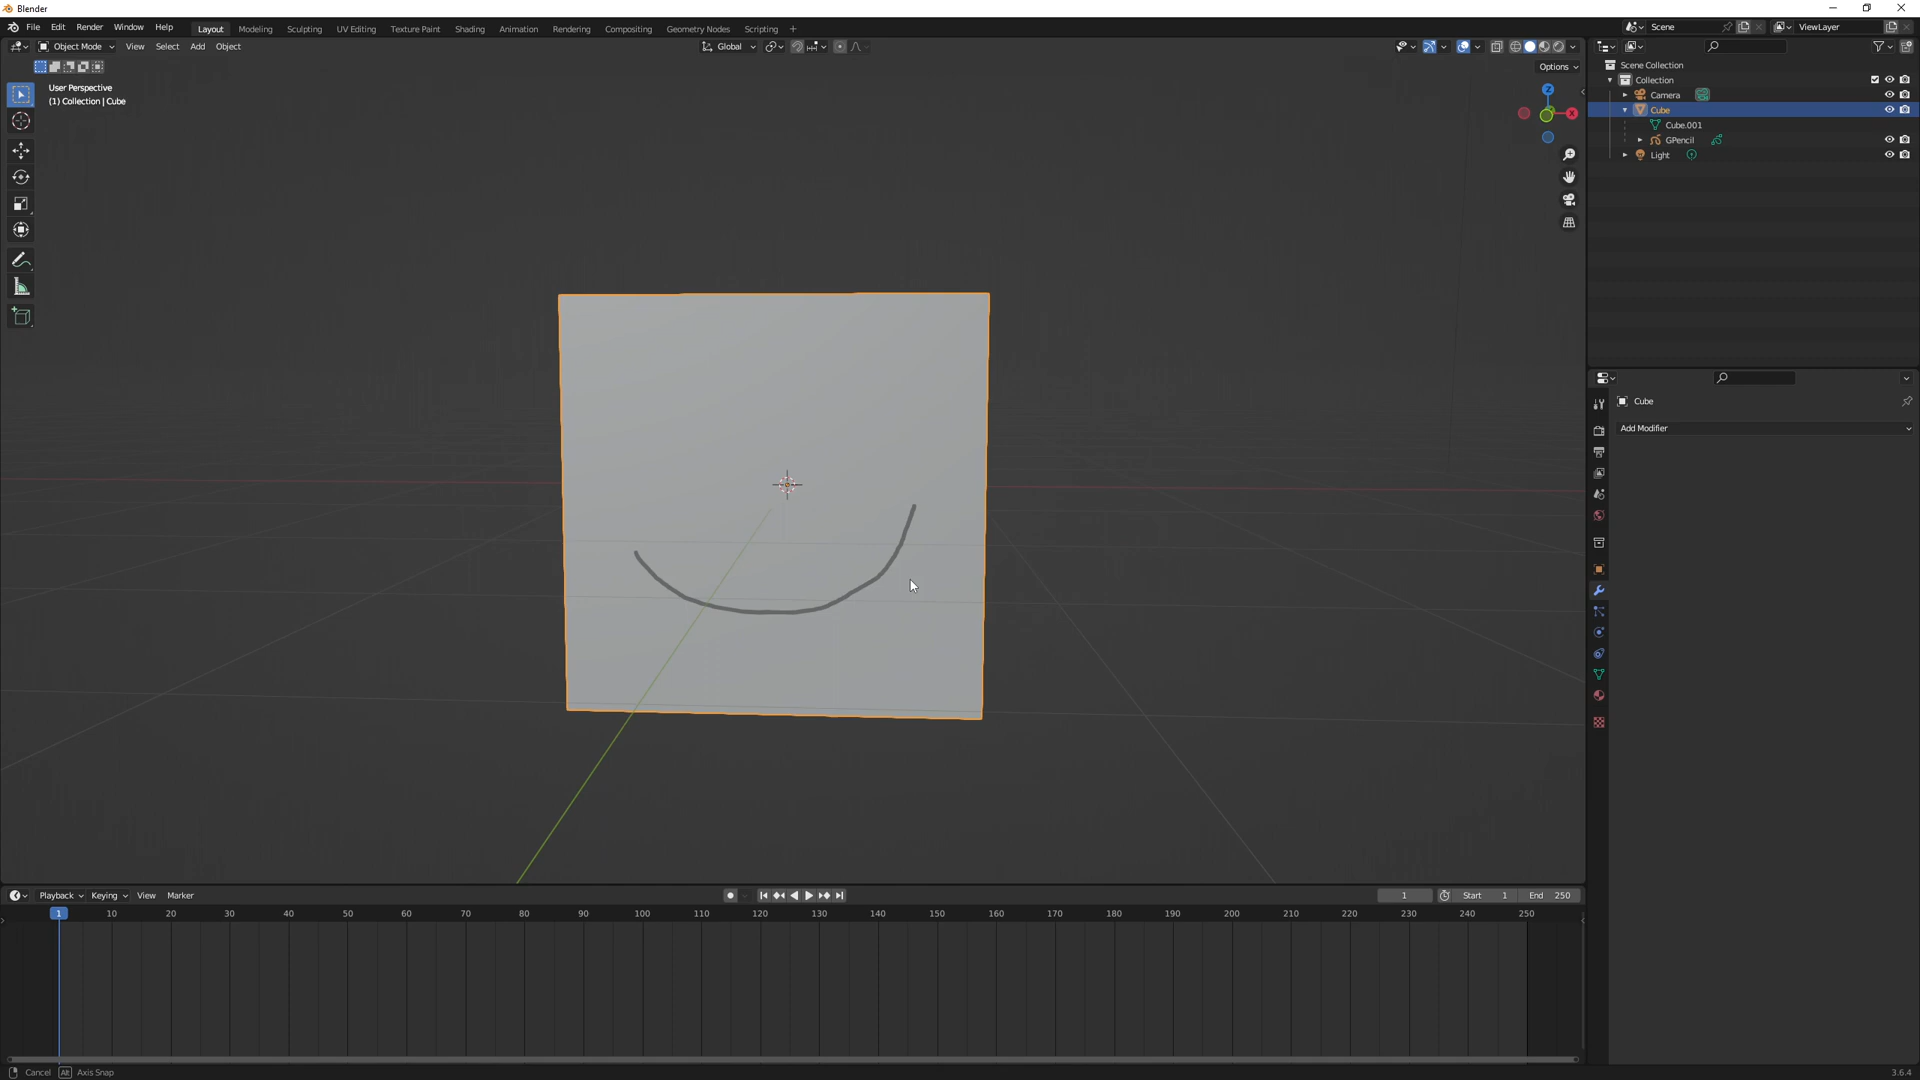 Blender
File Edit Render Window Help Layout Modeling Sculpting UV Editing Texture Paint Shading Animation Rendering Compositing Geometry Nodes Scripting + Scene ViewLayer
Object Mode View Select Add Object Global
Options
User Perspective
(1) Collection | Cube
Z
X
Scene Collection
Collection
Camera
Cube
Cube.001
GPencil
Light
Cube
Add Modifier
Playback Keying View Marker 1 Start 1 End 250
1 10 20 30 40 50 60 70 80 90 100 110 120 130 140 150 160 170 180 190 200 210 220 230 240 250
Cancel Alt Axis Snap 3.6.4